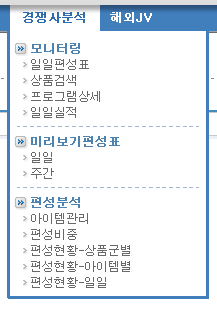 경쟁사분석 해외JV
모니터링
일일편성표
상품검색
프로그램상세
일일실적
미리보기편성표
일일
주간
편성분석
아이템관리
편성비중
편성현황-상품군별
편성현황-아이템별
편성현황-일일